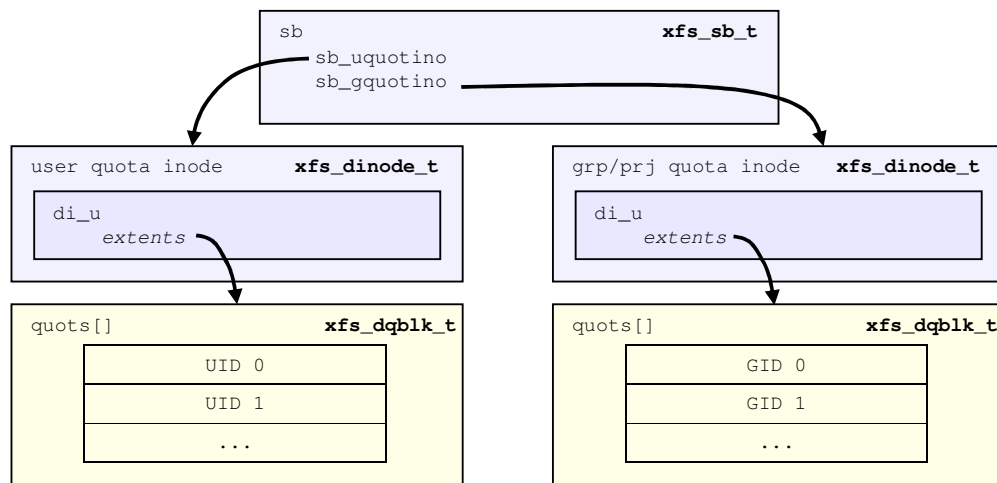 sb xfs_sb_t
sb_uquotino
sb_gquotino
user quota inode xfs_dinode_t
di_u
extents
quots[] xfs_dqblk_t
UID 0
UID 1
...
grp/prj quota inode xfs_dinode_t
di_u
extents
quots[] xfs_dqblk_t
GID 0
GID 1
...